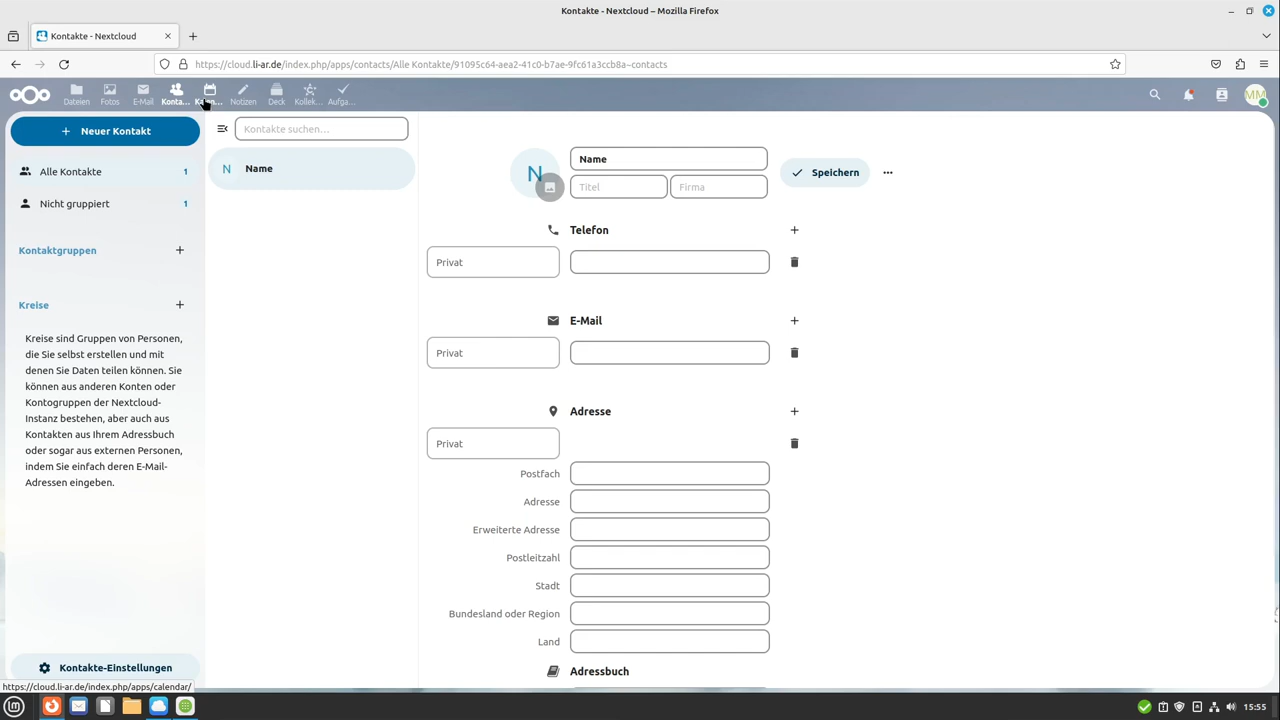 Kontakte - Nextcloud – Mozilla Firefox
Kontakte - Nextcloud
https://cloud.li-ar.de/index.php/apps/contacts/Alle Kontakte/91095c64-aea2-41c0-b7ae-9fc61a3ccb8a~contacts
Dateien
Fotos
E-Mail
Konta...
Kalen...
Notizen
Deck
Kollek...
Aufga...
MM
Neuer Kontakt
Kontakte suchen...
Alle Kontakte 1
Nicht gruppiert 1
Kontaktgruppen
Kreise
Kreise sind Gruppen von Personen,
die Sie selbst erstellen und mit
denen Sie Daten teilen können. Sie
können aus anderen Konten oder
Kontogruppen der Nextcloud-
Instanz bestehen, aber auch aus
Kontakten aus Ihrem Adressbuch
oder sogar aus externen Personen,
indem Sie einfach deren E-Mail-
Adressen eingeben.
Kontakte-Einstellungen
https://cloud.li-ar.de/index.php/apps/calendar/
N Name
N
Name
Titel
Firma
Speichern
Telefon
Privat
E-Mail
Privat
Adresse
Privat
Postfach
Adresse
Erweiterte Adresse
Postleitzahl
Stadt
Bundesland oder Region
Land
Adressbuch
15:55